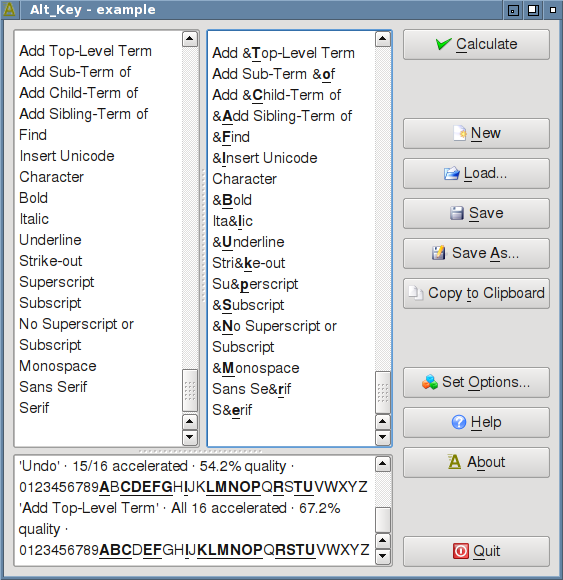 Alt_Key - example
Add Top-Level Term
Add Sub-Term of
Add Child-Term of
Add Sibling-Term of
Find
Insert Unicode
Character
Bold
Italic
Underline
Strike-out
Superscript
Subscript
No Superscript or
Subscript
Monospace
Sans Serif
Serif
Add &Top-Level Term
Add Sub-Term &of
Add &Child-Term of
&Add Sibling-Term of
&Find
&Insert Unicode
Character
&Bold
Ita&lic
&Underline
Stri&ke-out
Su&perscript
&Subscript
&No Superscript or
Subscript
&Monospace
Sans Se&rif
S&erif
'Undo' · 15/16 accelerated · 54.2% quality ·
0123456789ABCDEFGHIJKLMNOPQRSTUVWXYZ
'Add Top-Level Term' · All 16 accelerated · 67.2%
quality ·
0123456789ABCDEFGHIJKLMNOPQRSTUVWXYZ
Calculate
New
Load...
Save
Save As...
Copy to Clipboard
Set Options...
Help
About
Quit